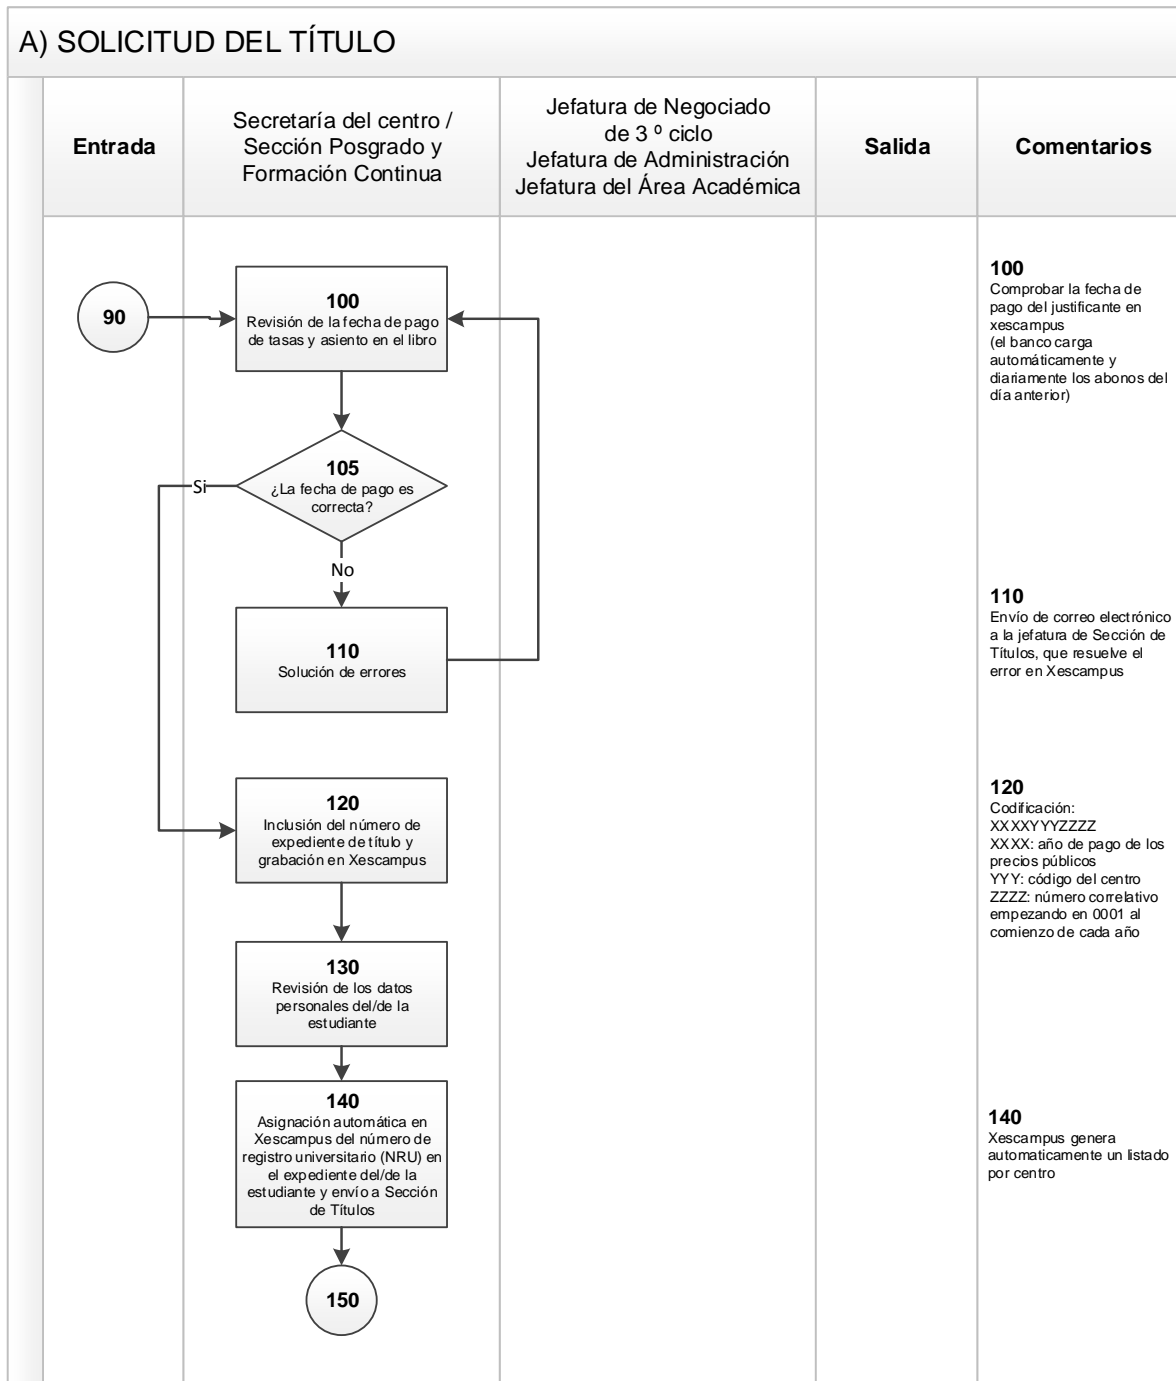 A) SOLICITUD DEL TÍTULO
Entrada
Secretaría del centro /
Sección Posgrado y
Formación Continua
Jefatura de Negociado
de 3 º ciclo
Jefatura de Administración
Jefatura del Área Académica
Salida
Comentarios
90
100
Revisión de la fecha de pago
de tasas y asiento en el libro
100
Comprobar la fecha de
pago del justificante en
xescampus
(el banco carga
automáticamente y
diariamente los abonos del
día anterior)
105
¿La fecha de pago es
correcta?
Si
No
110
Solución de errores
110
Envío de correo electrónico
a la jefatura de Sección de
Títulos, que resuelve el
error en Xescampus
120
Inclusión del número de
expediente de título y
grabación en Xescampus
120
Codificación:
XXXXYYYZZZZ
XXXX: año de pago de los
precios públicos
YYY: código del centro
ZZZZ: número correlativo
empezando en 0001 al
comienzo de cada año
130
Revisión de los datos
personales del/de la
estudiante
140
Asignación automática en
Xescampus del número de
registro universitario (NRU) en
el expediente del/de la
estudiante y envío a Sección
de Títulos
140
Xescampus genera
automaticamente un listado
por centro
150